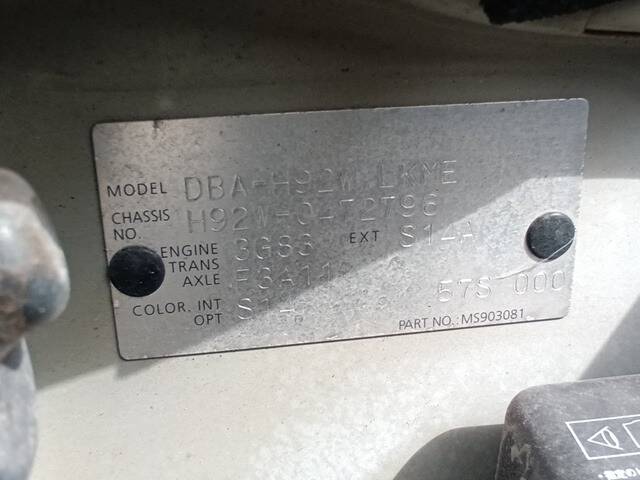 MODEL DBA-H92W LKME
CHASSIS NO. H92W-0472796
ENGINE 3G83 EXT S14A
TRANS AXLE
COLOR. INT OPT 57S 000
PART NO.: MS903081